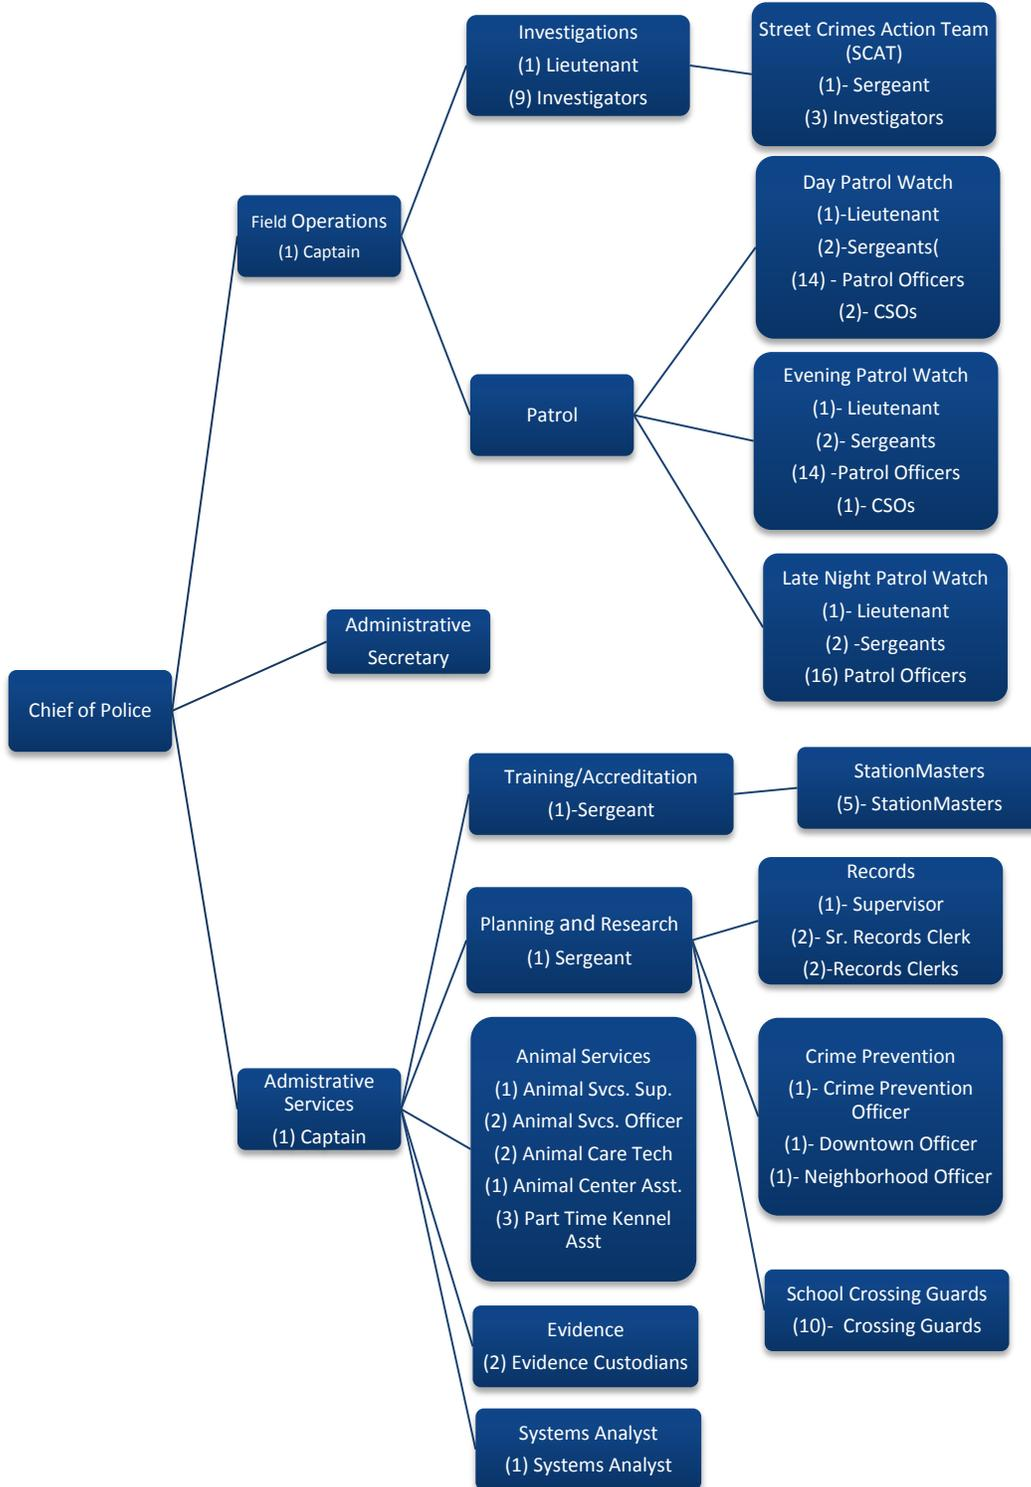 Investigations
(1) Lieutenant
(9) Investigators
Street Crimes Action Team
(SCAT)
(1)- Sergeant
(3) Investigators
Day Patrol Watch
(1)-Lieutenant
(2)-Sergeants(
(14) - Patrol Officers
(2)- CSOs
Field Operations
(1) Captain
Patrol
Evening Patrol Watch
(1)- Lieutenant
(2)- Sergeants
(14) -Patrol Officers
(1)- CSOs
Late Night Patrol Watch
(1)- Lieutenant
(2) -Sergeants
(16) Patrol Officers
Administrative
Secretary
Chief of Police
Training/Accreditation
(1)-Sergeant
StationMasters
(5)- StationMasters
Planning and Research
(1) Sergeant
Records
(1)- Supervisor
(2)- Sr. Records Clerk
(2)-Records Clerks
Admistrative
Services
(1) Captain
Animal Services
(1) Animal Svcs. Sup.
(2) Animal Svcs. Officer
(2) Animal Care Tech
(1) Animal Center Asst.
(3) Part Time Kennel
Asst
Crime Prevention
(1)- Crime Prevention
Officer
(1)- Downtown Officer
(1)- Neighborhood Officer
School Crossing Guards
(10)-  Crossing Guards
Evidence
(2) Evidence Custodians
Systems Analyst
(1) Systems Analyst